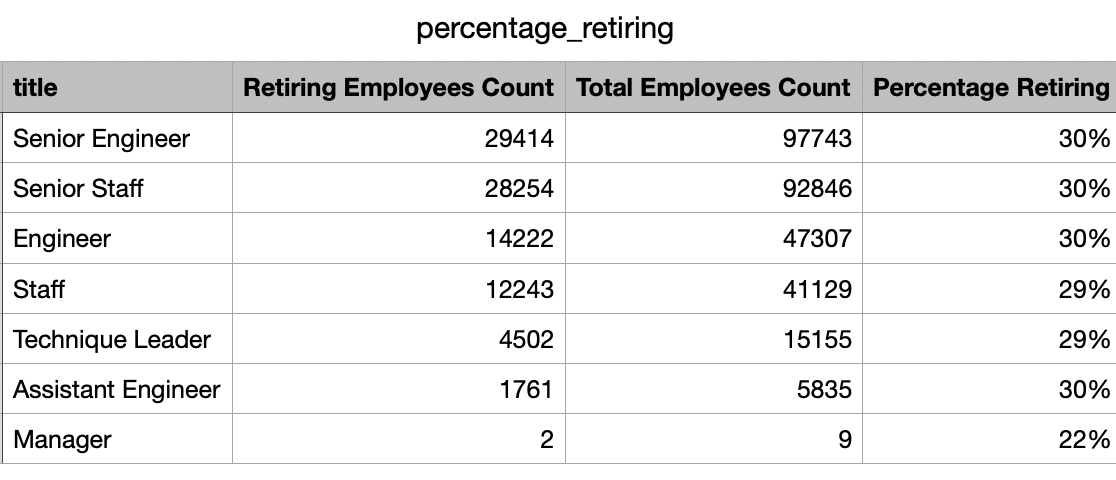 percentage_retiring
title Retiring Employees Count Total Employees Count Percentage Retiring
Senior Engineer 29414 97743 30%
Senior Staff 28254 92846 30%
Engineer 14222 47307 30%
Staff 12243 41129 29%
Technique Leader 4502 15155 29%
Assistant Engineer 1761 5835 30%
Manager 2 9 22%